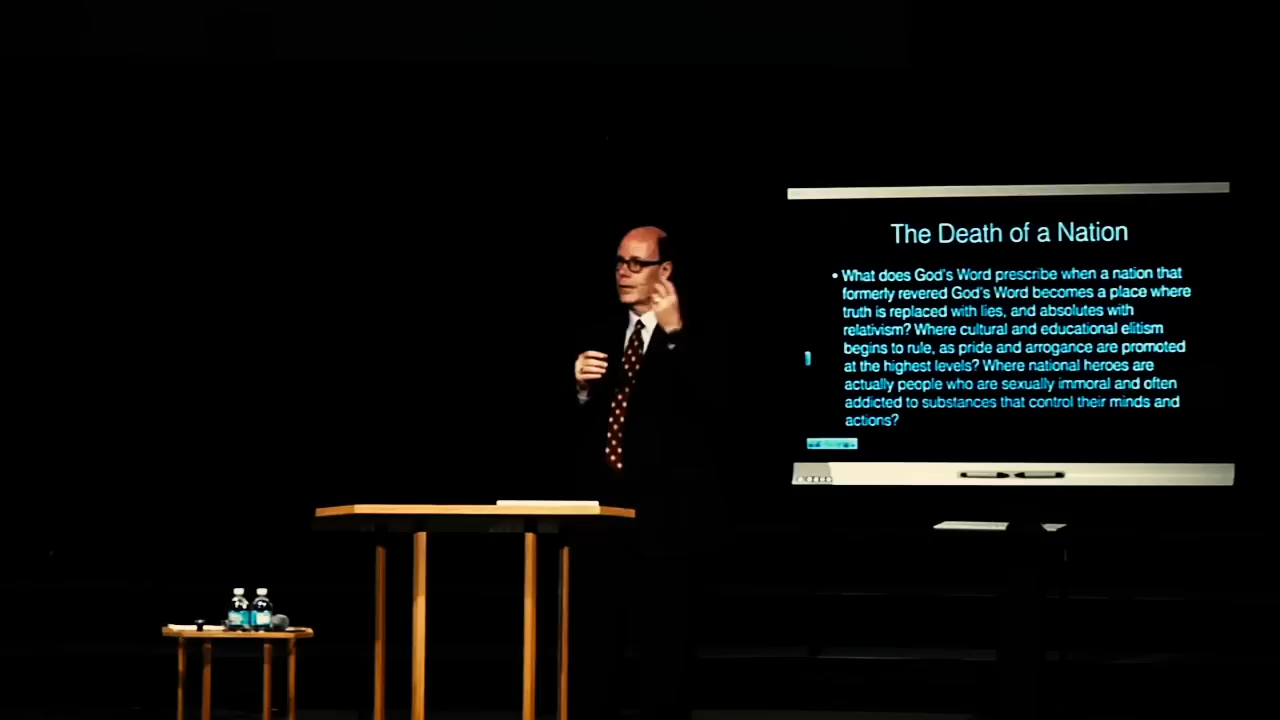 The Death of a Nation
• What does God's Word prescribe when a nation that
formerly revered God's Word becomes a place where
truth is replaced with lies, and absolutes with
relativism? Where cultural and educational elitism
begins to rule, as pride and arrogance are promoted
at the highest levels? Where national heroes are
actually people who are sexually immoral and often
addicted to substances that control their minds and
actions?